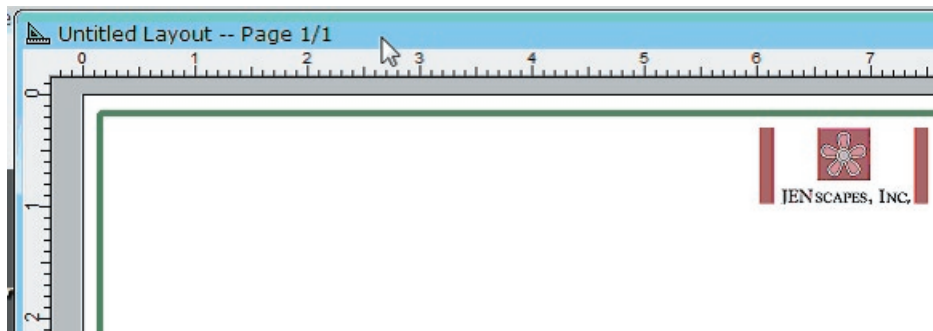 Untitled Layout -- Page 1/1
0 1 2 3 4 5 6 7
0
JENSCAPES, INC,
1
2